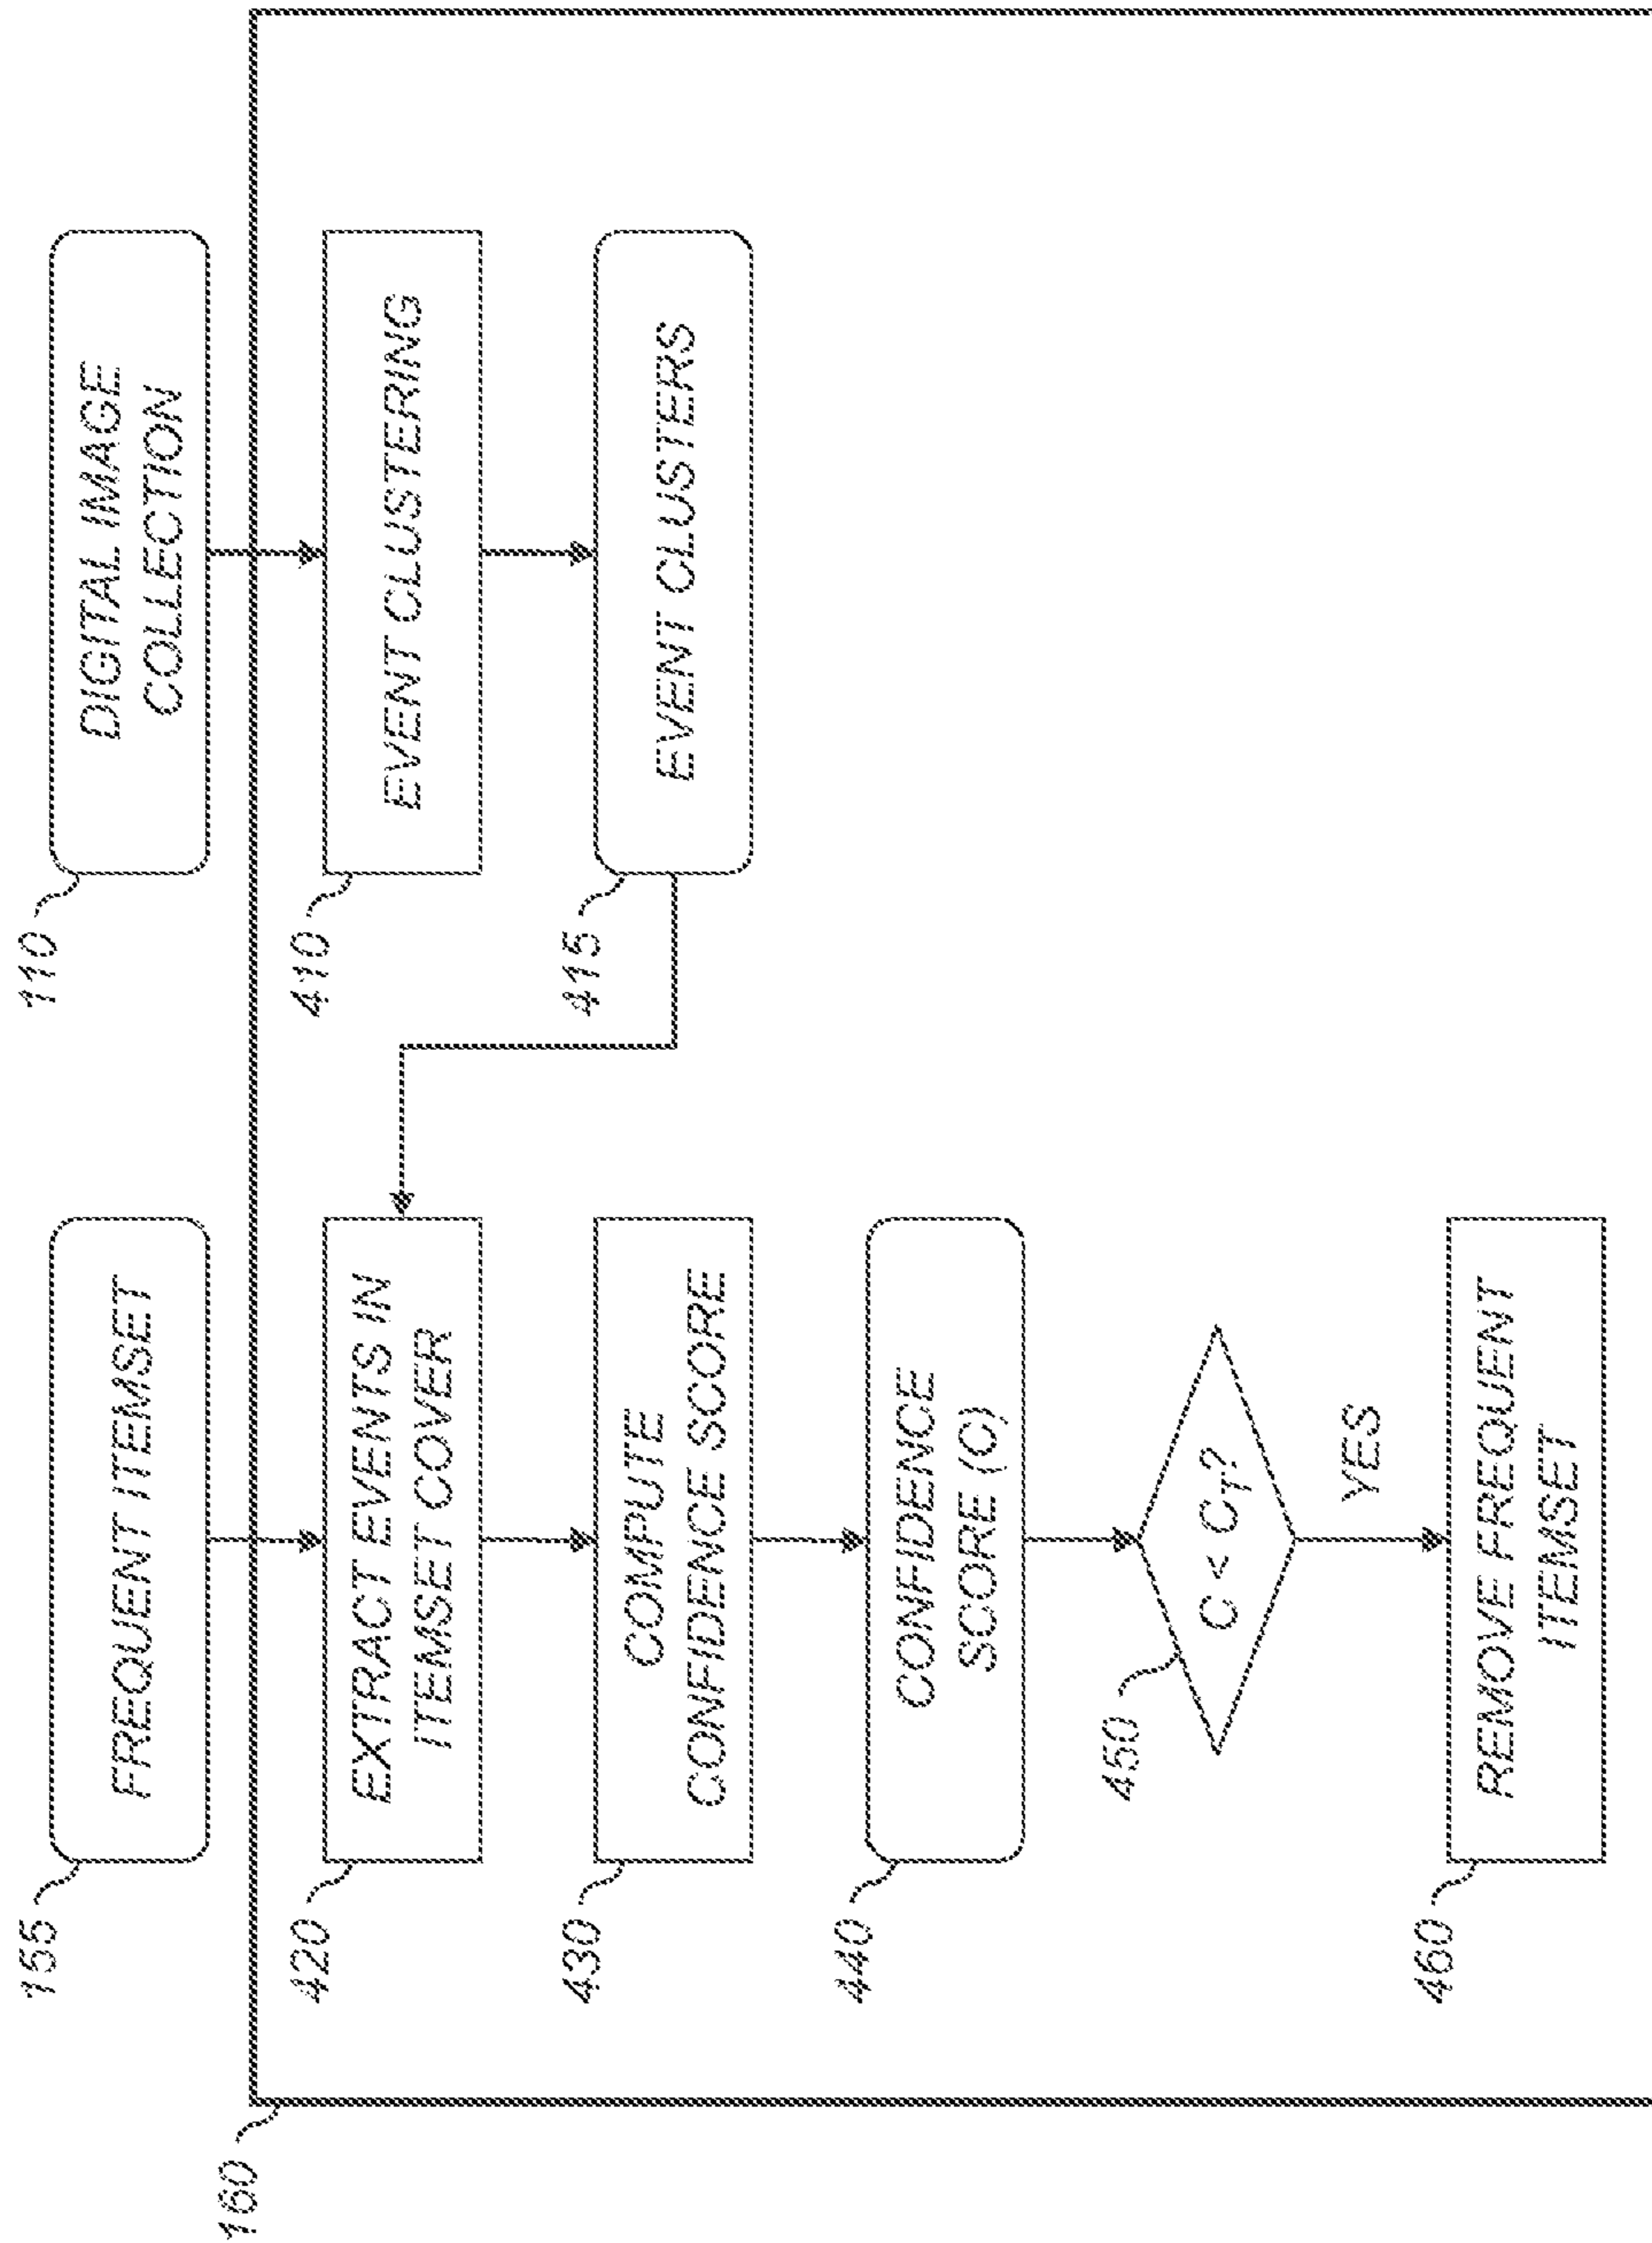 160
155
FREQUENT ITEMSET
110
DIGITAL IMAGE
COLLECTION
420
EXTRACT EVENTS IN
ITEMSET COVER
410
EVENT CLUSTERING
430
COMPUTE
CONFIDENCE SCORE
415
EVENT CLUSTERS
440
CONFIDENCE
SCORE (C)
450
C < CT?
YES
460
REMOVE FREQUENT
ITEMSET